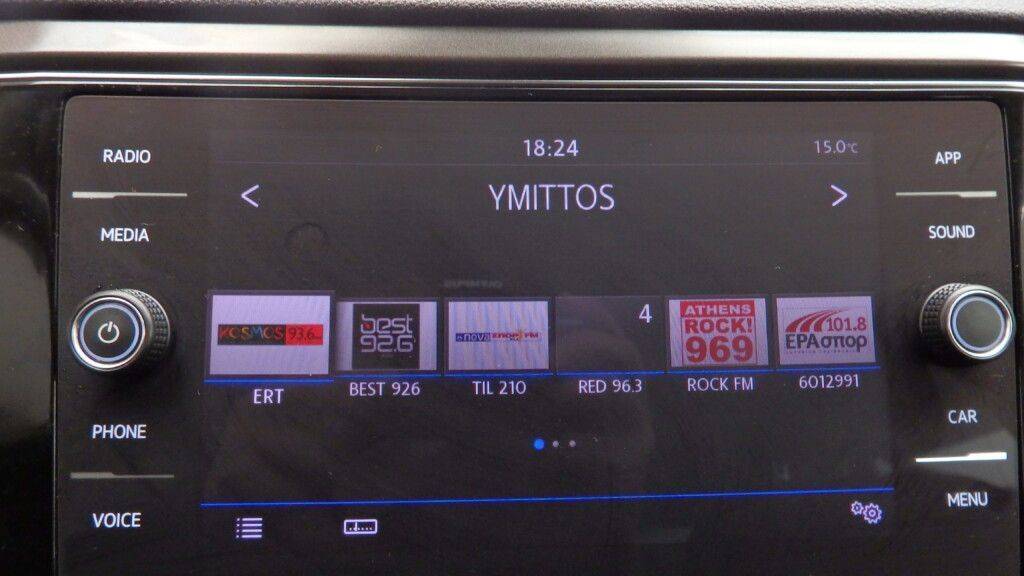 RADIO
MEDIA
PHONE
VOICE
18:24
15.0°C
< YMITTOS >
KOSMOS 93,6
best 92.6
nova σπορ FM
4
ATHENS
ROCK!
969
101.8
ΕΡΑσπορ
ERT
BEST 926
TIL 210
RED 96.3
ROCK FM
6012991
APP
SOUND
CAR
MENU